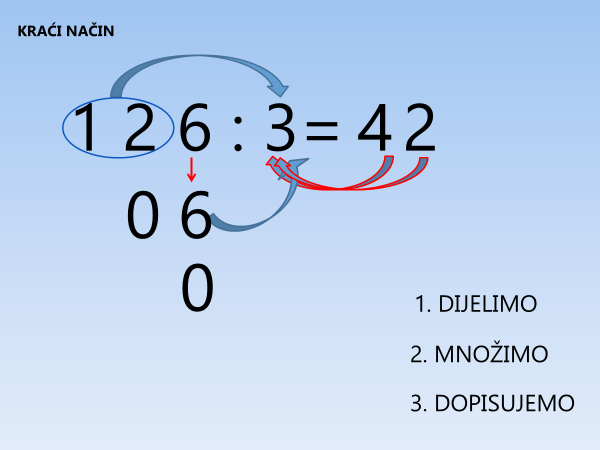 KRAĆI NAČIN
1 2 6 : 3 = 4 2
0 6
0
1. DIJELIMO
2. MNOŽIMO
3. DOPISUJEMO